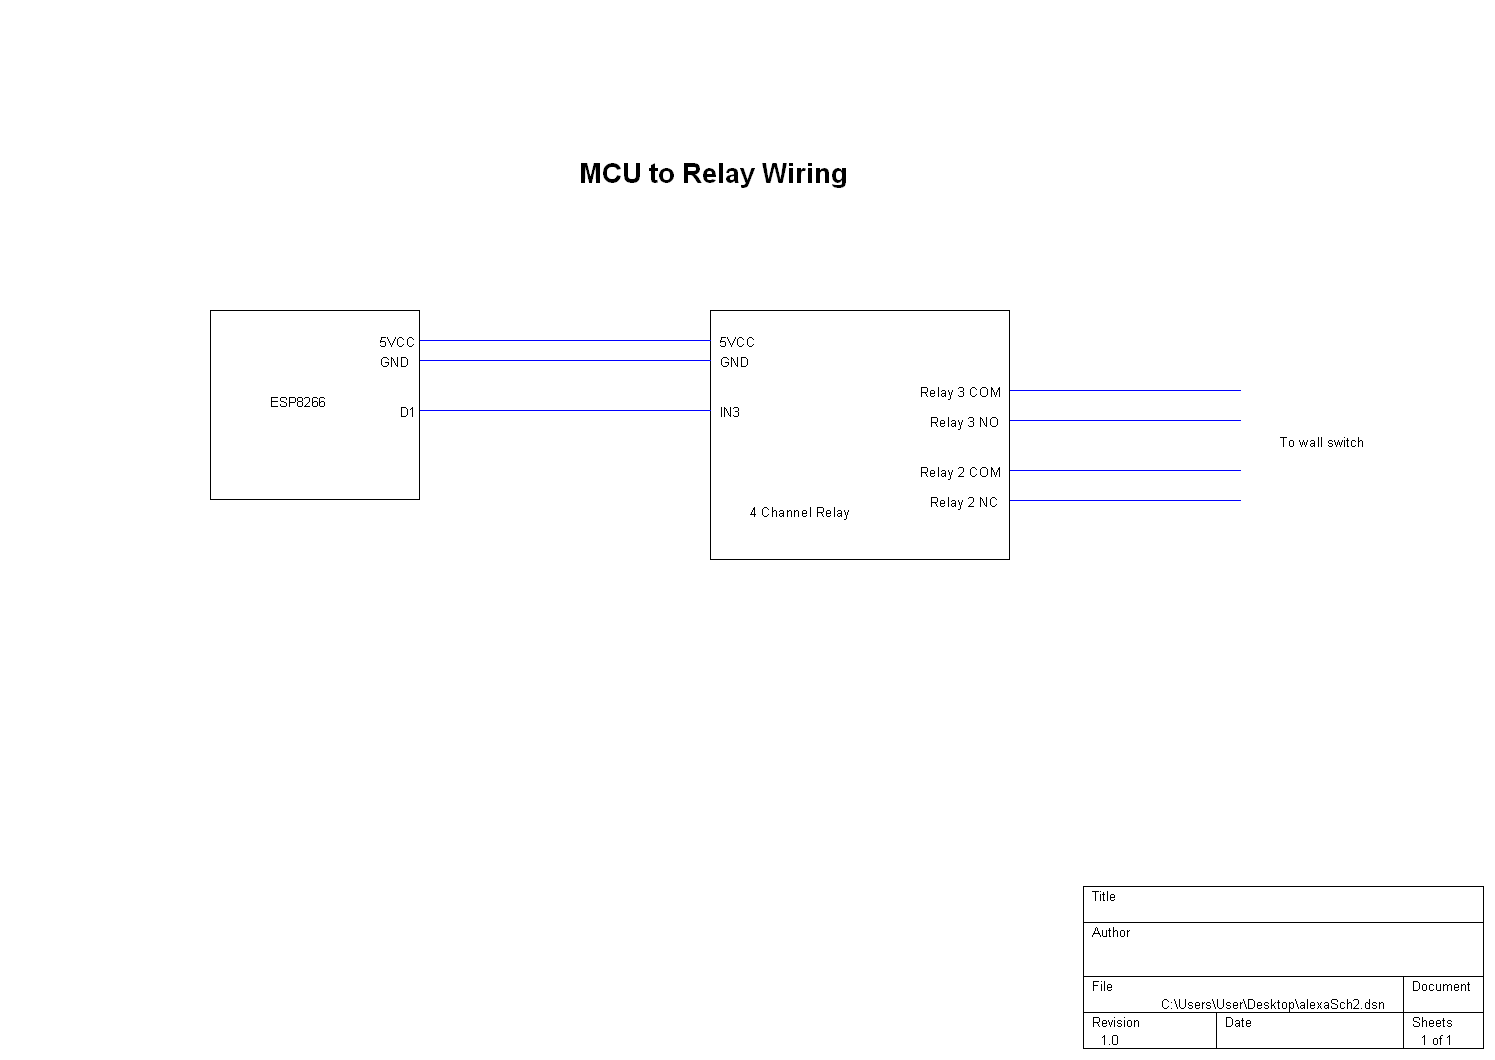 MCU to Relay Wiring
5VCC
GND
ESP8266
D1
5VCC
GND
IN3
Relay 3 COM
Relay 3 NO
Relay 2 COM
Relay 2 NC
4 Channel Relay
To wall switch
Title
Author
File
C:\Users\User\Desktop\alexaSch2.dsn
Document
Revision
1.0
Date
Sheets
1 of 1